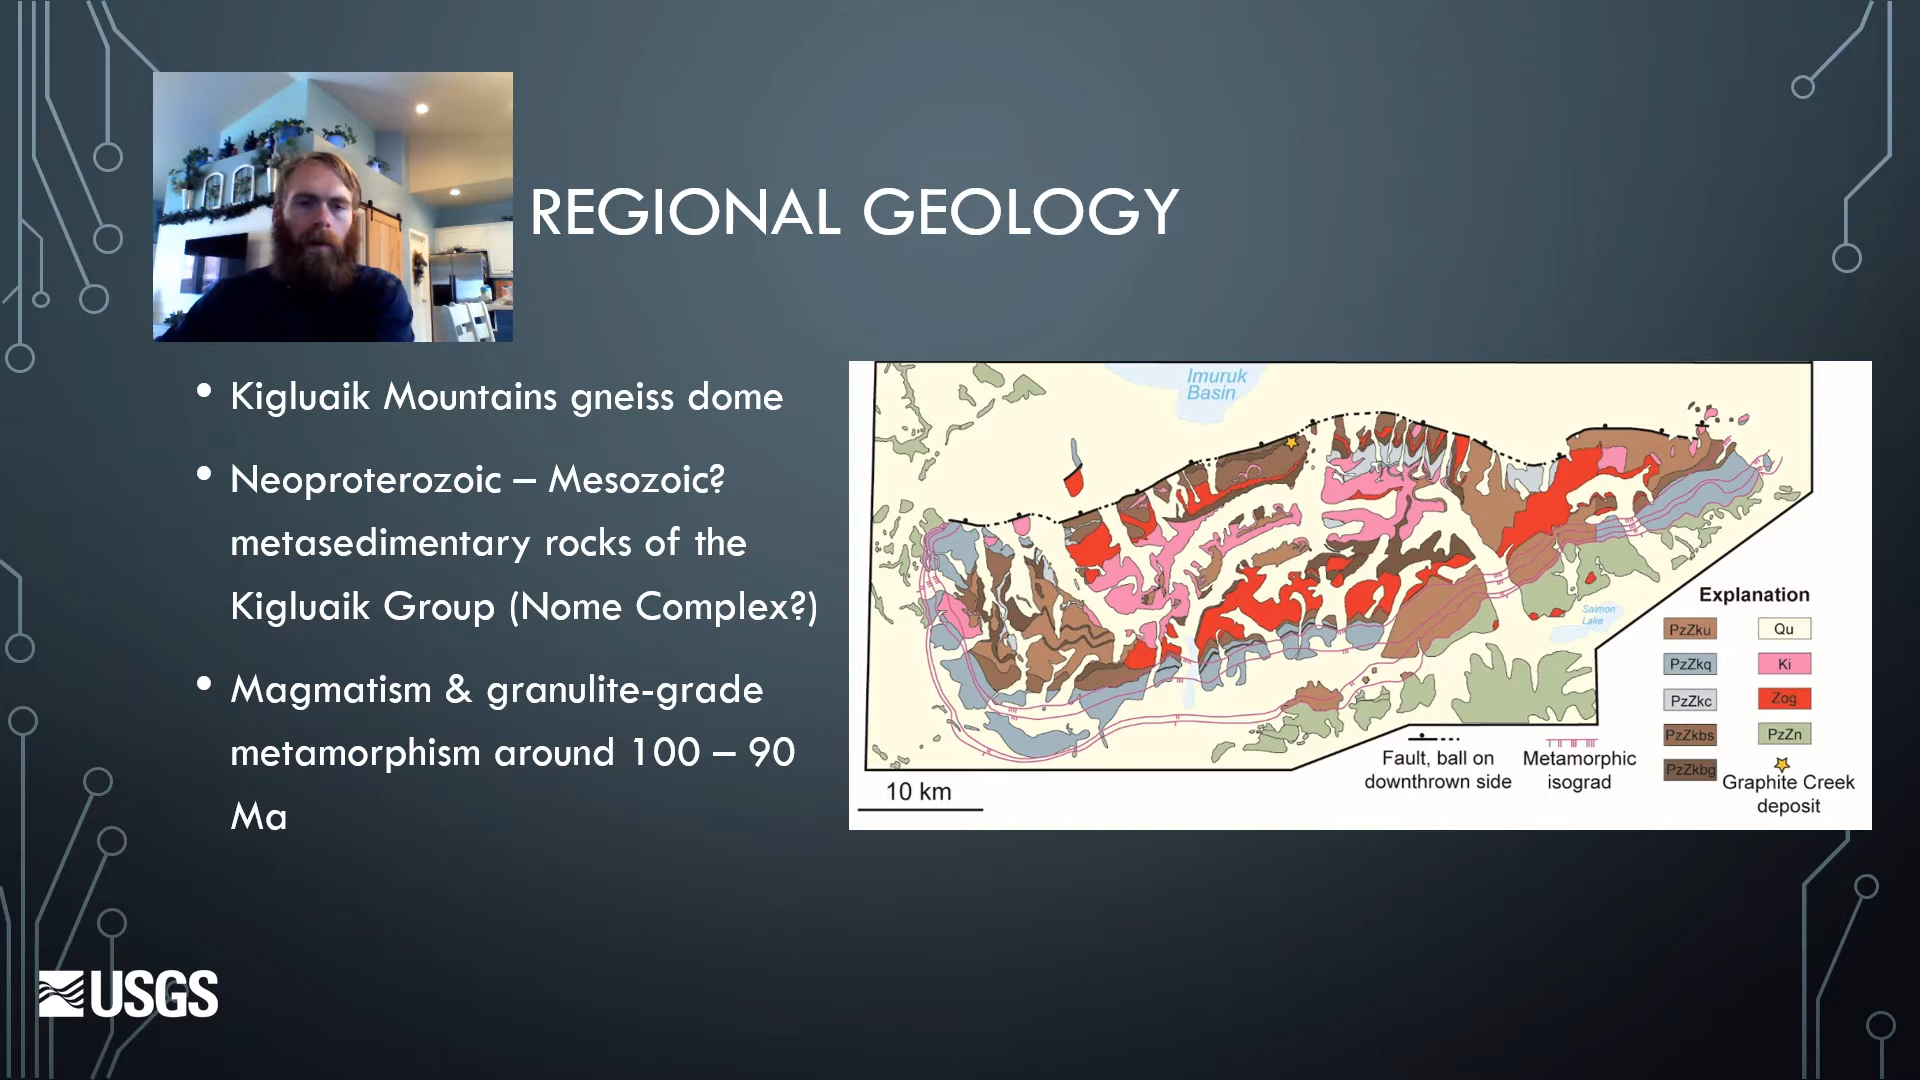 REGIONAL GEOLOGY
• Kigluaik Mountains gneiss dome
• Neoproterozoic – Mesozoic?
metasedimentary rocks of the
Kigluaik Group (Nome Complex?)
• Magmatism & granulite-grade
metamorphism around 100 – 90
Ma
Imuruk
Basin
Salmon
Lake
Explanation
PzZku
Qu
PzZkq
Ki
PzZkc
Zog
PzZkbs
PzZn
PzZkbg
Graphite Creek
deposit
Fault, ball on
downthrown side
Metamorphic
isograd
10 km
USGS